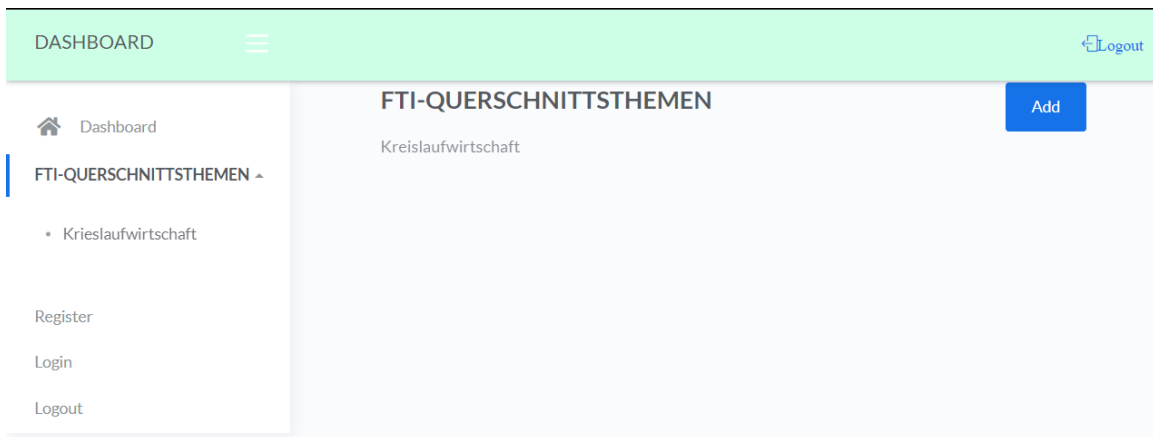 DASHBOARD
Logout
Dashboard
FTI-QUERSCHNITTSTHEMEN
Krieslaufwirtschaft
Register
Login
Logout
FTI-QUERSCHNITTSTHEMEN
Add
Kreislaufwirtschaft